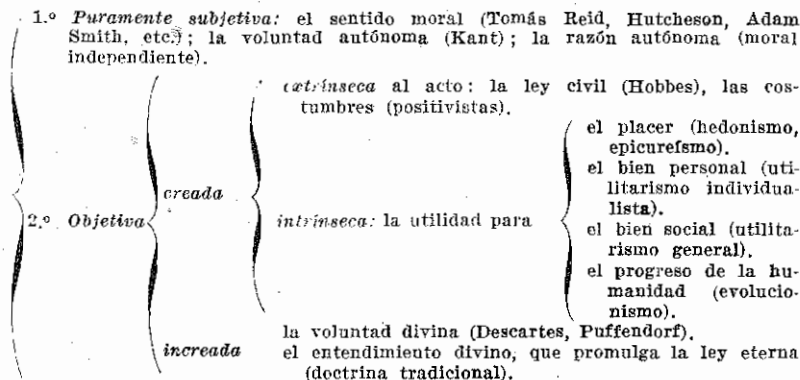 1.º Puramente subjetiva: el sentido moral (Tomás Reid, Hutcheson, Adam
Smith, etc.); la voluntad autónoma (Kant); la razón autónoma (moral
independiente).
2.º Objetiva
creada
extrínseca al acto: la ley civil (Hobbes), las cos-
tumbres (positivistas).
intrínseca: la utilidad para
el placer (hedonismo,
epicureísmo).
el bien personal (uti-
litarismo individua-
lista).
el bien social (utilita-
rismo general).
el progreso de la hu-
manidad (evolucio-
nismo).
increada
la voluntad divina (Descartes, Puffendorf).
el entendimiento divino, que promulga la ley eterna
(doctrina tradicional).